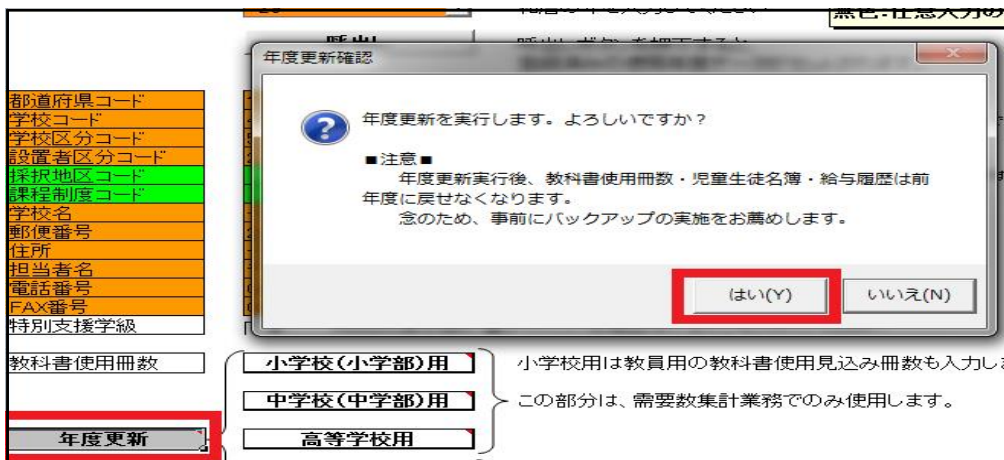 無色:任意入力の
呼出
年度更新確認
年度更新を実行します。よろしいですか?
■注意■
年度更新実行後、教科書使用冊数・児童生徒名簿・給与履歴は前
年度に戻せなくなります。
念のため、事前にバックアップの実施をお薦めします。
はい(Y)
いいえ(N)
都道府県コード
学校コード
学校区分コード
設置者区分コード
採択地区コード
課程制度コード
学校名
郵便番号
住所
担当者名
電話番号
FAX番号
特別支援学級
教科書使用冊数
小学校(小学部)用
小学校用は教員用の教科書使用見込み冊数も入力し
中学校(中学部)用
この部分は、需要数集計業務でのみ使用します。
年度更新
高等学校用